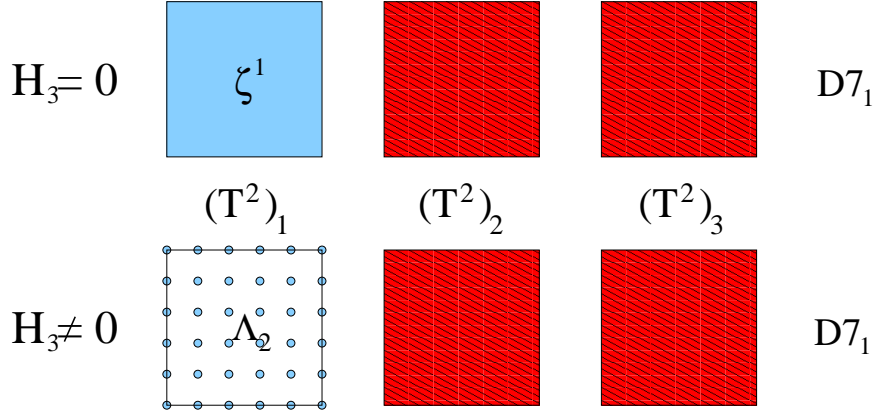 H₃= 0 ζ¹ D7₁
(T²)₁ (T²)₂ (T²)₃
H₃≠ 0 Λ₂ D7₁